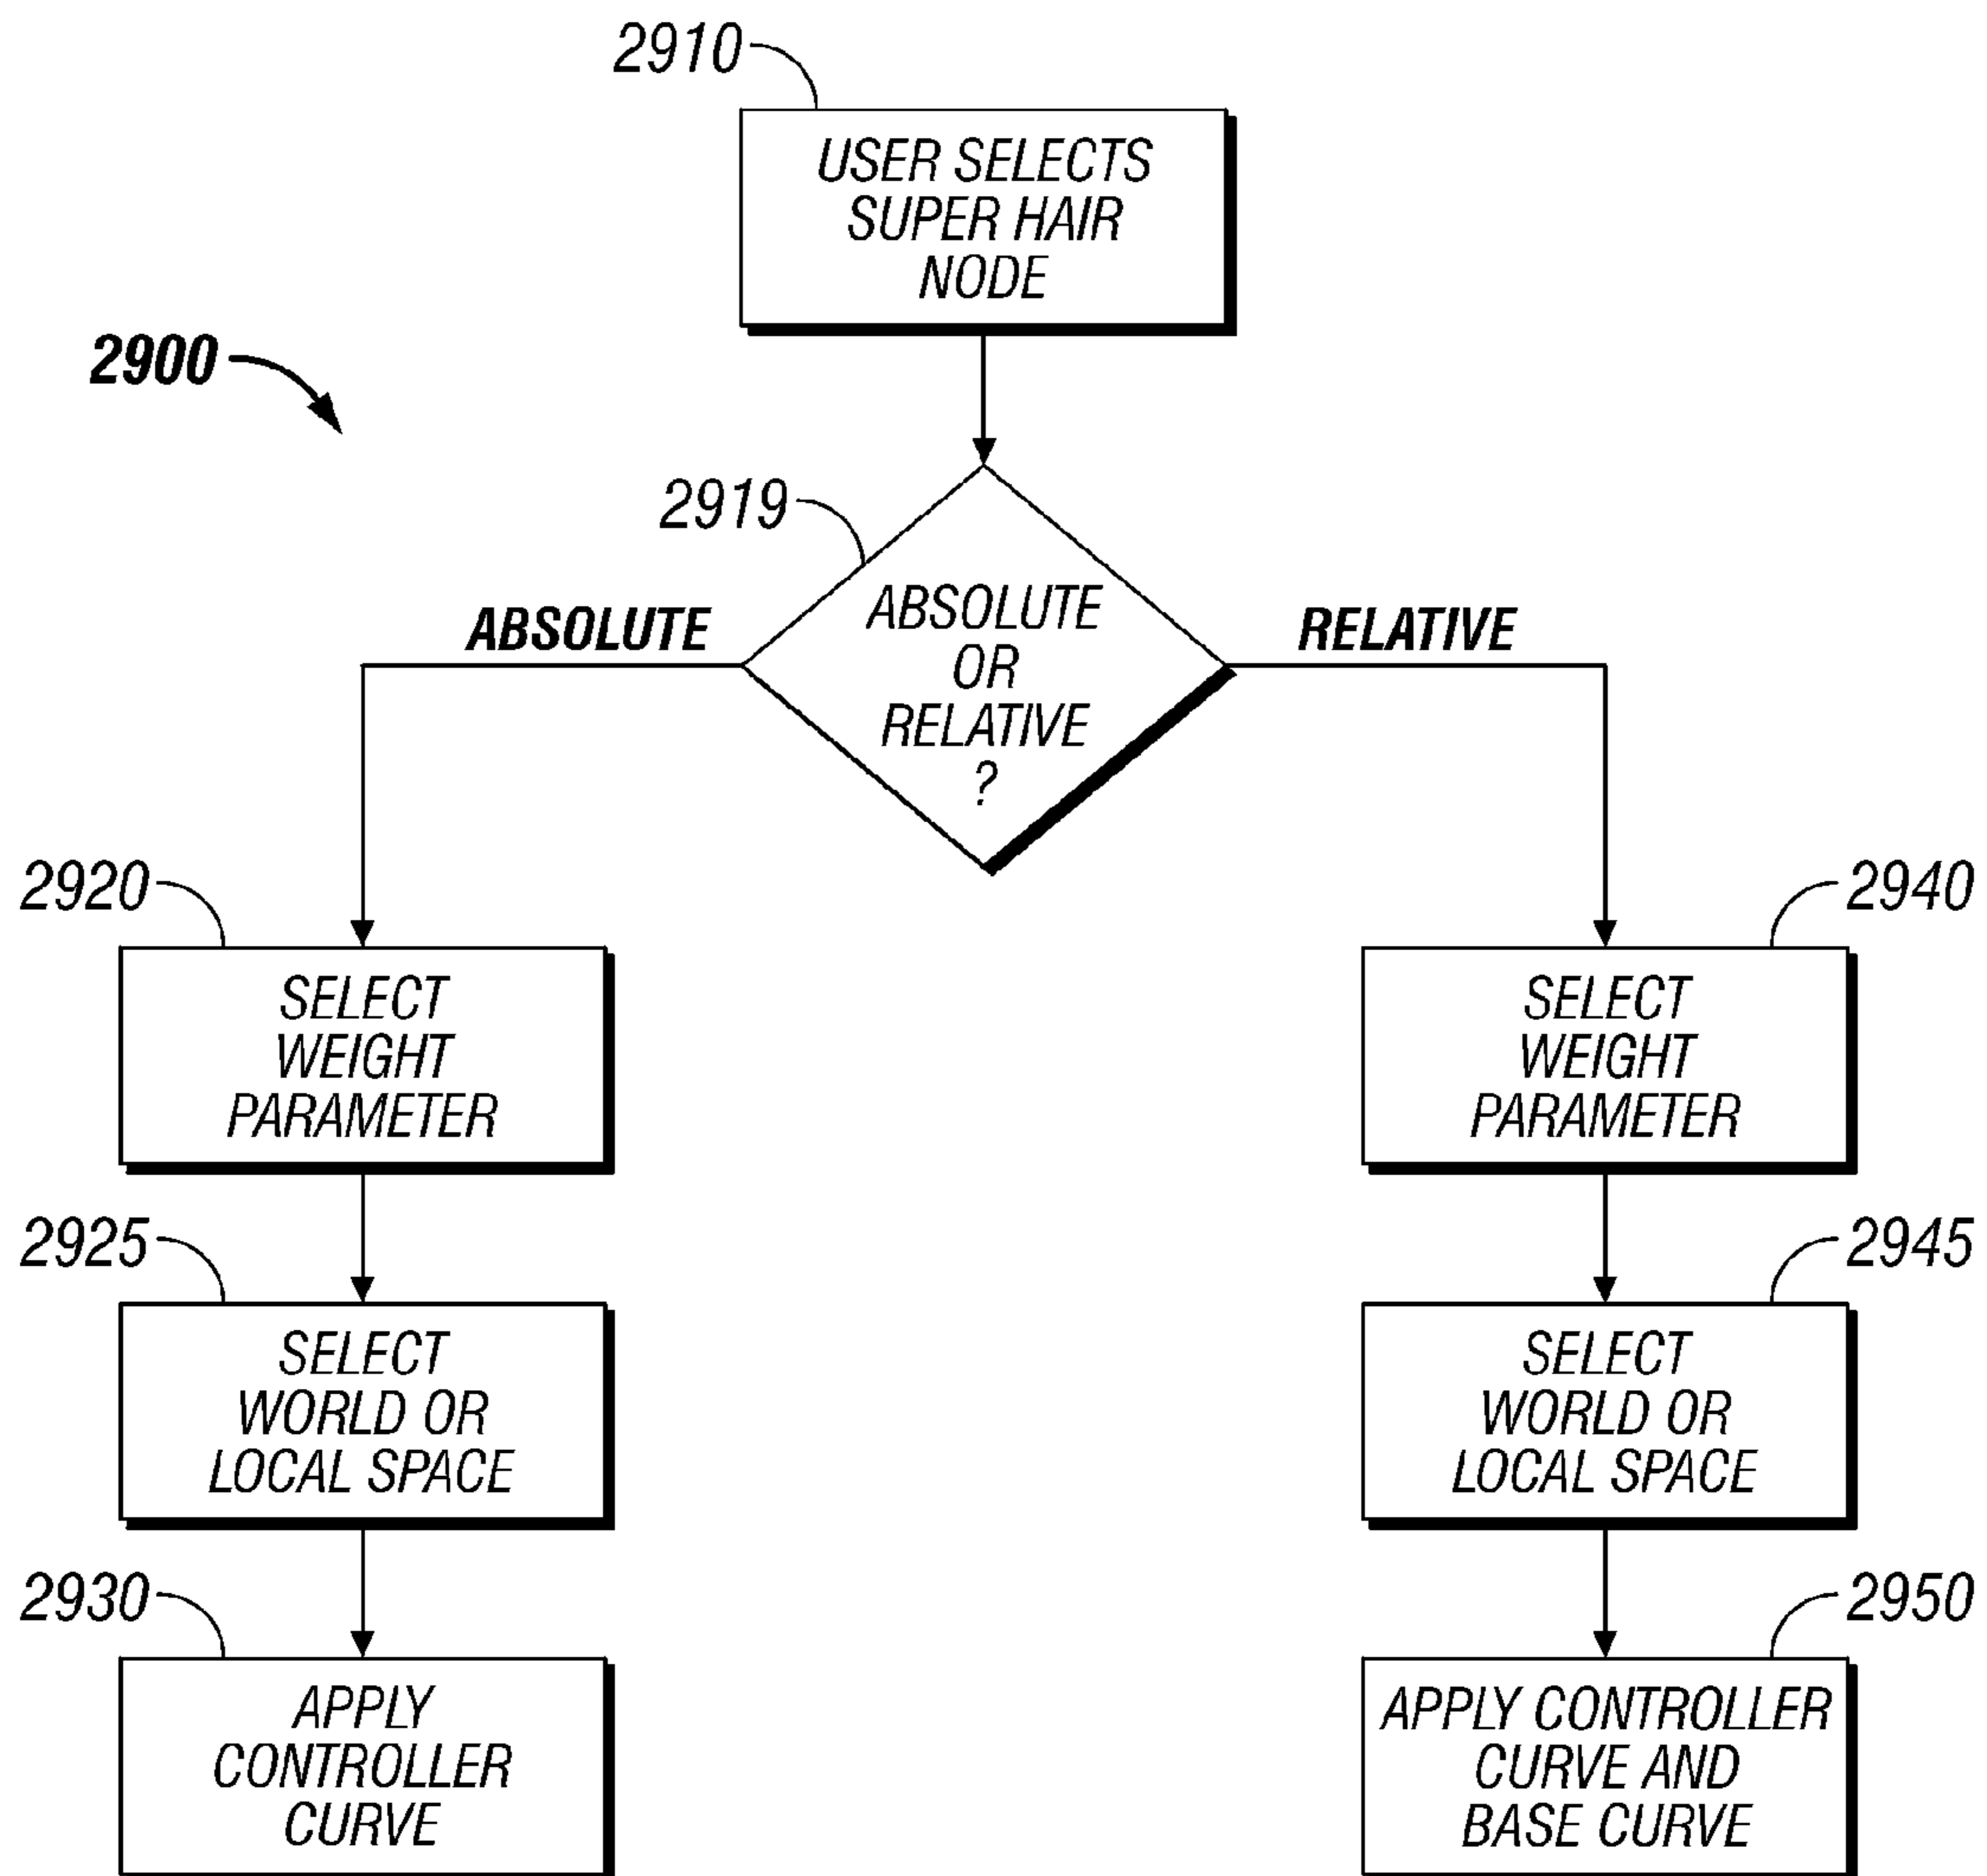 2910
USER SELECTS
SUPER HAIR
NODE
2900
2919
ABSOLUTE
OR
RELATIVE
?
ABSOLUTE
RELATIVE
2920
SELECT
WEIGHT
PARAMETER
2940
SELECT
WEIGHT
PARAMETER
2925
SELECT
WORLD OR
LOCAL SPACE
2945
SELECT
WORLD OR
LOCAL SPACE
2930
APPLY
CONTROLLER
CURVE
2950
APPLY CONTROLLER
CURVE AND
BASE CURVE